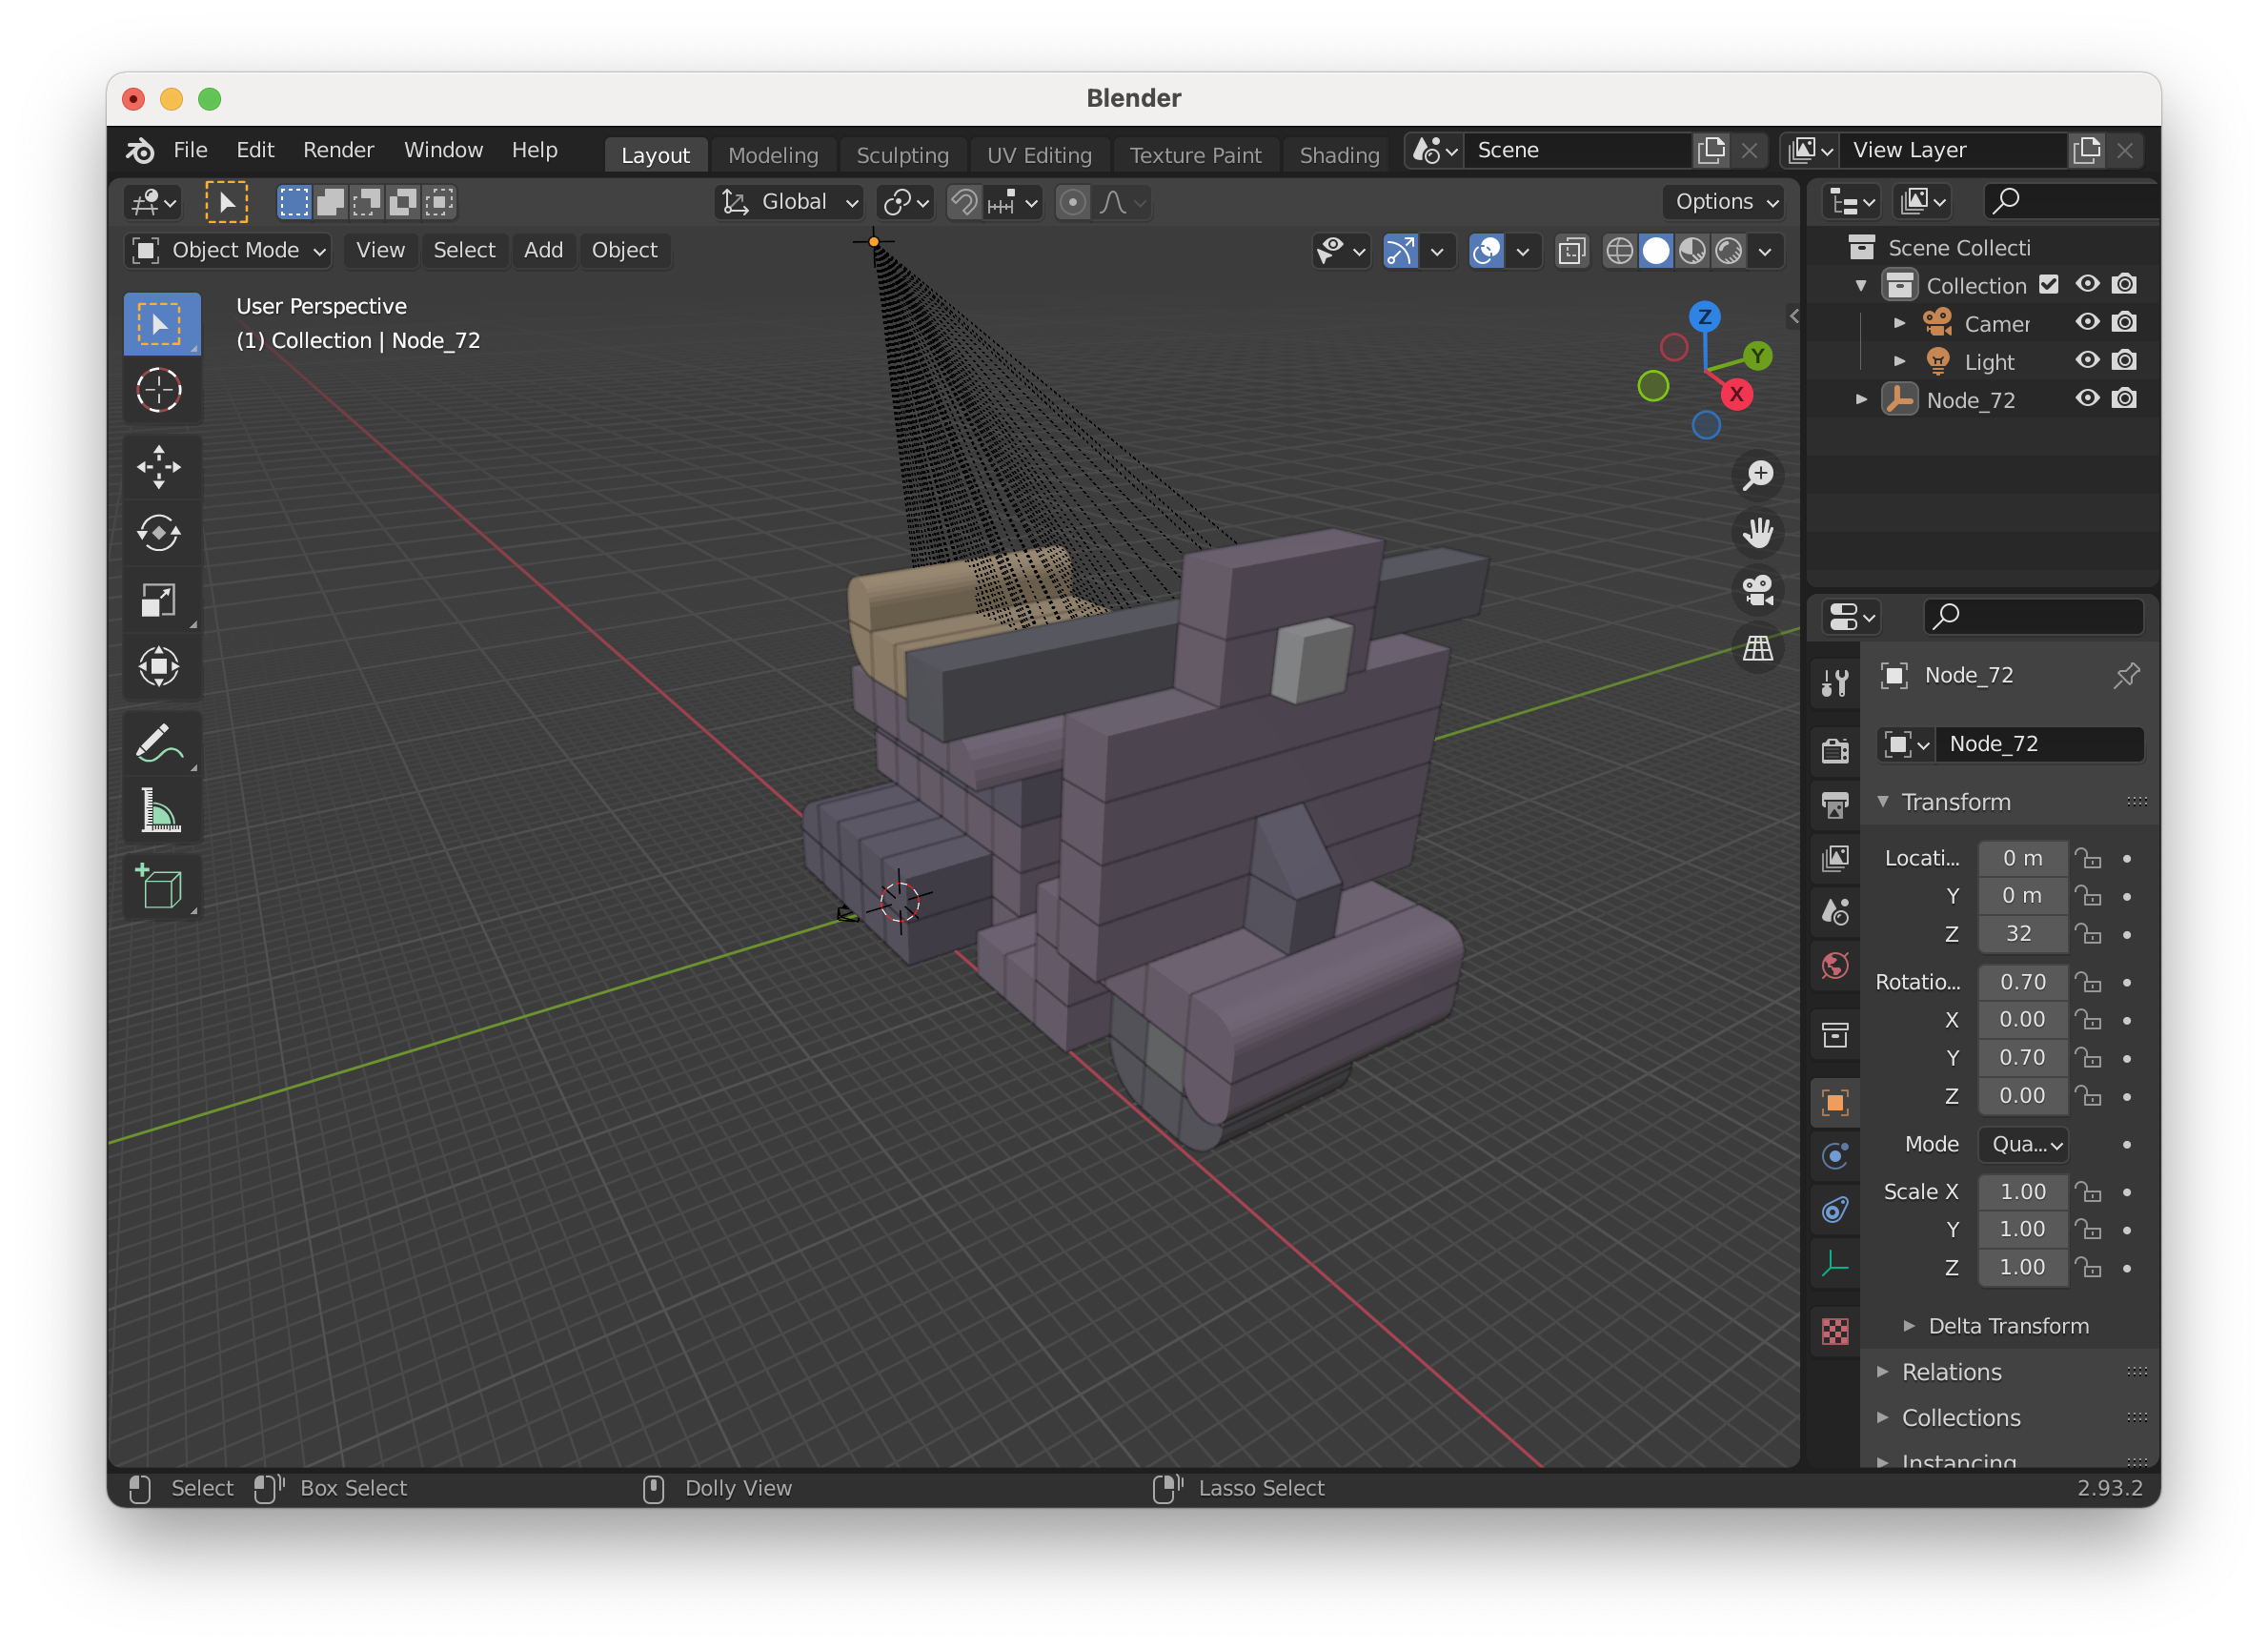 Blender
File Edit Render Window Help Layout Modeling Sculpting UV Editing Texture Paint Shading Scene View Layer
Global Options
Object Mode View Select Add Object
User Perspective
(1) Collection | Node_72
Z
Y
X
Scene Collecti
Collection
Camer
Light
Node_72
Node_72
Node_72
Transform
Locati... 0 m
Y 0 m
Z 32
Rotatio... 0.70
X 0.00
Y 0.70
Z 0.00
Mode Qua...
Scale X 1.00
Y 1.00
Z 1.00
Delta Transform
Relations
Collections
Instancing
Select Box Select Dolly View Lasso Select 2.93.2